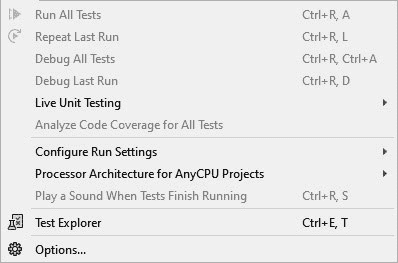 Run All Tests Ctrl+R, A
Repeat Last Run Ctrl+R, L
Debug All Tests Ctrl+R, Ctrl+A
Debug Last Run Ctrl+R, D
Live Unit Testing
Analyze Code Coverage for All Tests
Configure Run Settings
Processor Architecture for AnyCPU Projects
Play a Sound When Tests Finish Running Ctrl+R, S
Test Explorer Ctrl+E, T
Options...